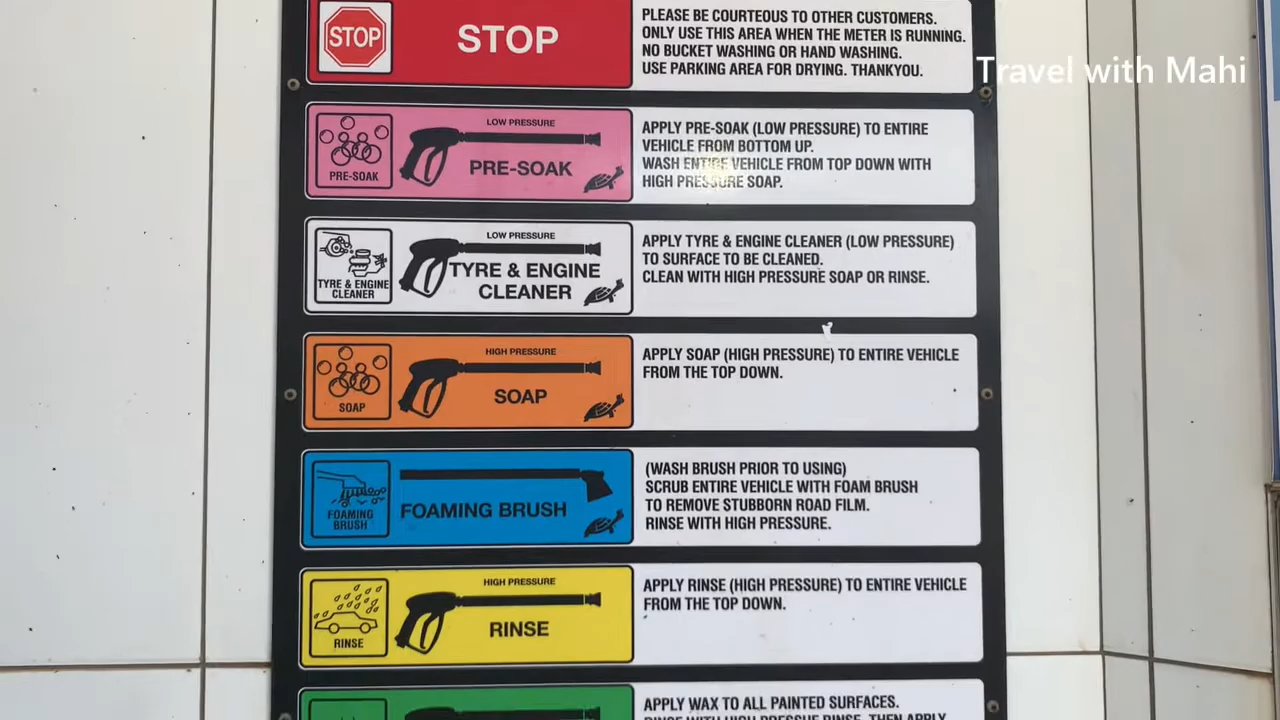 STOP
STOP
PLEASE BE COURTEOUS TO OTHER CUSTOMERS.
ONLY USE THIS AREA WHEN THE METER IS RUNNING.
NO BUCKET WASHING OR HAND WASHING.
USE PARKING AREA FOR DRYING. THANKYOU.
Travel with Mahi
PRE-SOAK
LOW PRESSURE
PRE-SOAK
APPLY PRE-SOAK (LOW PRESSURE) TO ENTIRE
VEHICLE FROM BOTTOM UP.
WASH ENTIRE VEHICLE FROM TOP DOWN WITH
HIGH PRESSURE SOAP.
TYRE & ENGINE
CLEANER
LOW PRESSURE
TYRE & ENGINE
CLEANER
APPLY TYRE & ENGINE CLEANER (LOW PRESSURE)
TO SURFACE TO BE CLEANED.
CLEAN WITH HIGH PRESSURE SOAP OR RINSE.
SOAP
HIGH PRESSURE
SOAP
APPLY SOAP (HIGH PRESSURE) TO ENTIRE VEHICLE
FROM THE TOP DOWN.
FOAMING
BRUSH
FOAMING BRUSH
(WASH BRUSH PRIOR TO USING)
SCRUB ENTIRE VEHICLE WITH FOAM BRUSH
TO REMOVE STUBBORN ROAD FILM.
RINSE WITH HIGH PRESSURE.
RINSE
HIGH PRESSURE
RINSE
APPLY RINSE (HIGH PRESSURE) TO ENTIRE VEHICLE
FROM THE TOP DOWN.
APPLY WAX TO ALL PAINTED SURFACES.
RINSE WITH HIGH PRESSUE RINSE, THEN APPLY